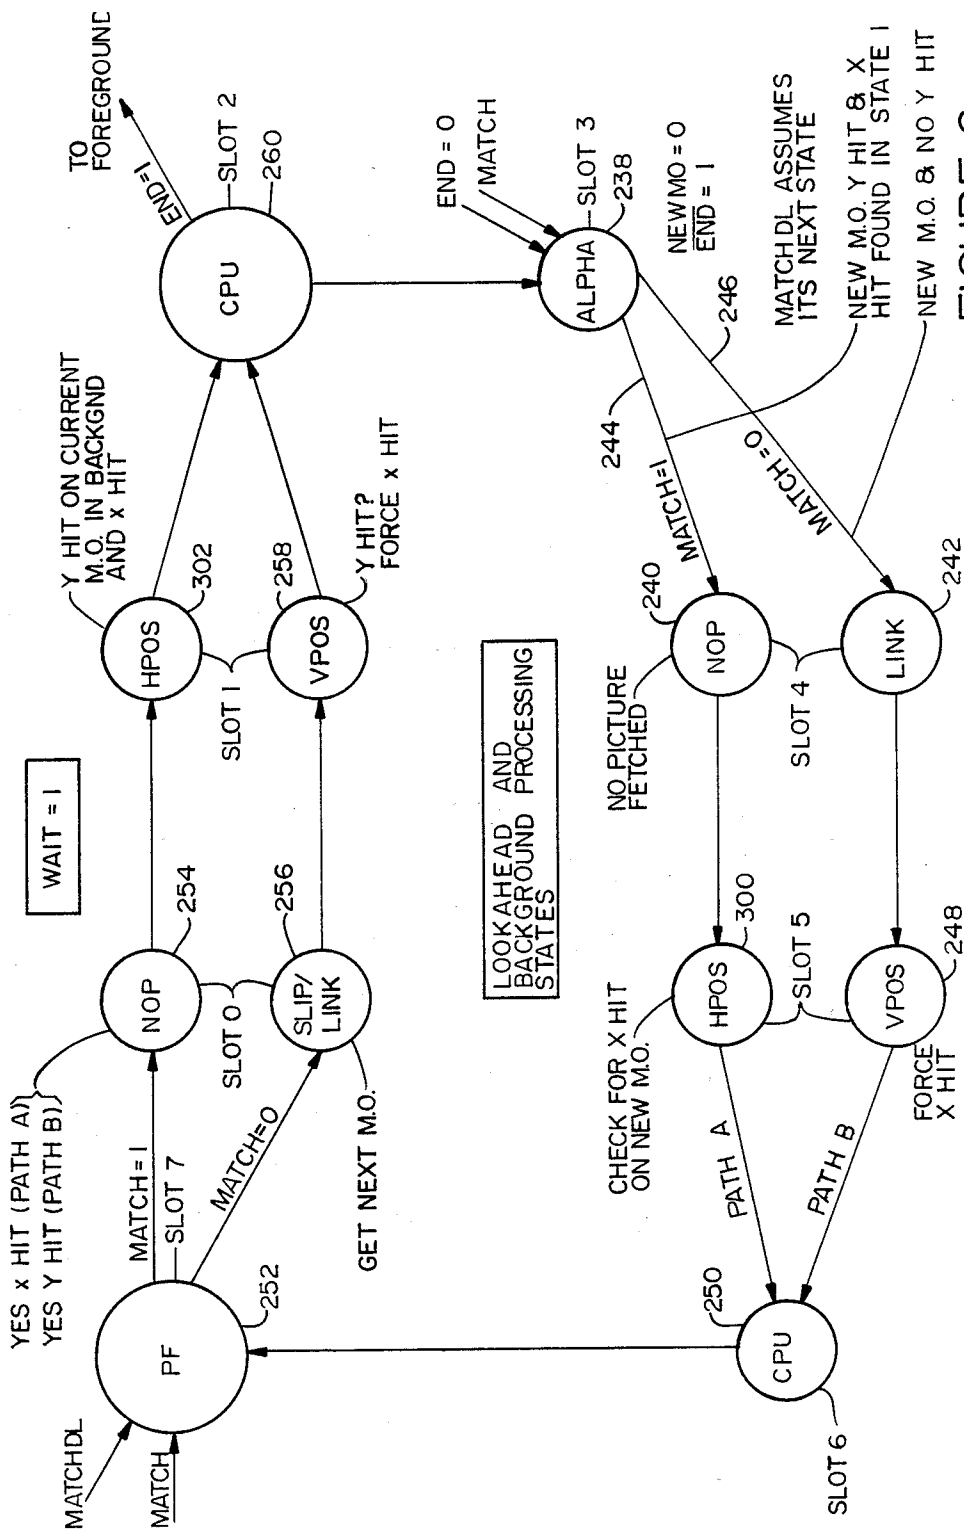 YES X HIT (PATH A)
YES Y HIT (PATH B)
WAIT = 1
Y HIT ON CURRENT
M.O. IN BACKGND
AND X HIT
TO
FOREGROUND
END=1
MATCHDL
MATCH
PF
SLOT 7
252
MATCH=1
MATCH=0
NOP
254
SLOT 0
SLIP/
LINK
256
GET NEXT M.O.
HPOS
302
SLOT 1
VPOS
258
Y HIT?
FORCE X HIT
CPU
SLOT 2
260
LOOKAHEAD AND
BACKGROUND PROCESSING
STATES
END = 0
MATCH
ALPHA
SLOT 3
238
NEWMO = 0
END = 1
244
246
MATCH=1
MATCH=0
MATCHDL ASSUMES
ITS NEXT STATE
NEW M.O. Y HIT & X
HIT FOUND IN STATE 1
NEW M.O. & NO Y HIT
NO PICTURE
FETCHED
240
NOP
SLOT 4
LINK
242
CHECK FOR X HIT
ON NEW M.O.
HPOS
300
SLOT 5
VPOS
248
FORCE
X HIT
PATH A
PATH B
250
CPU
SLOT 6